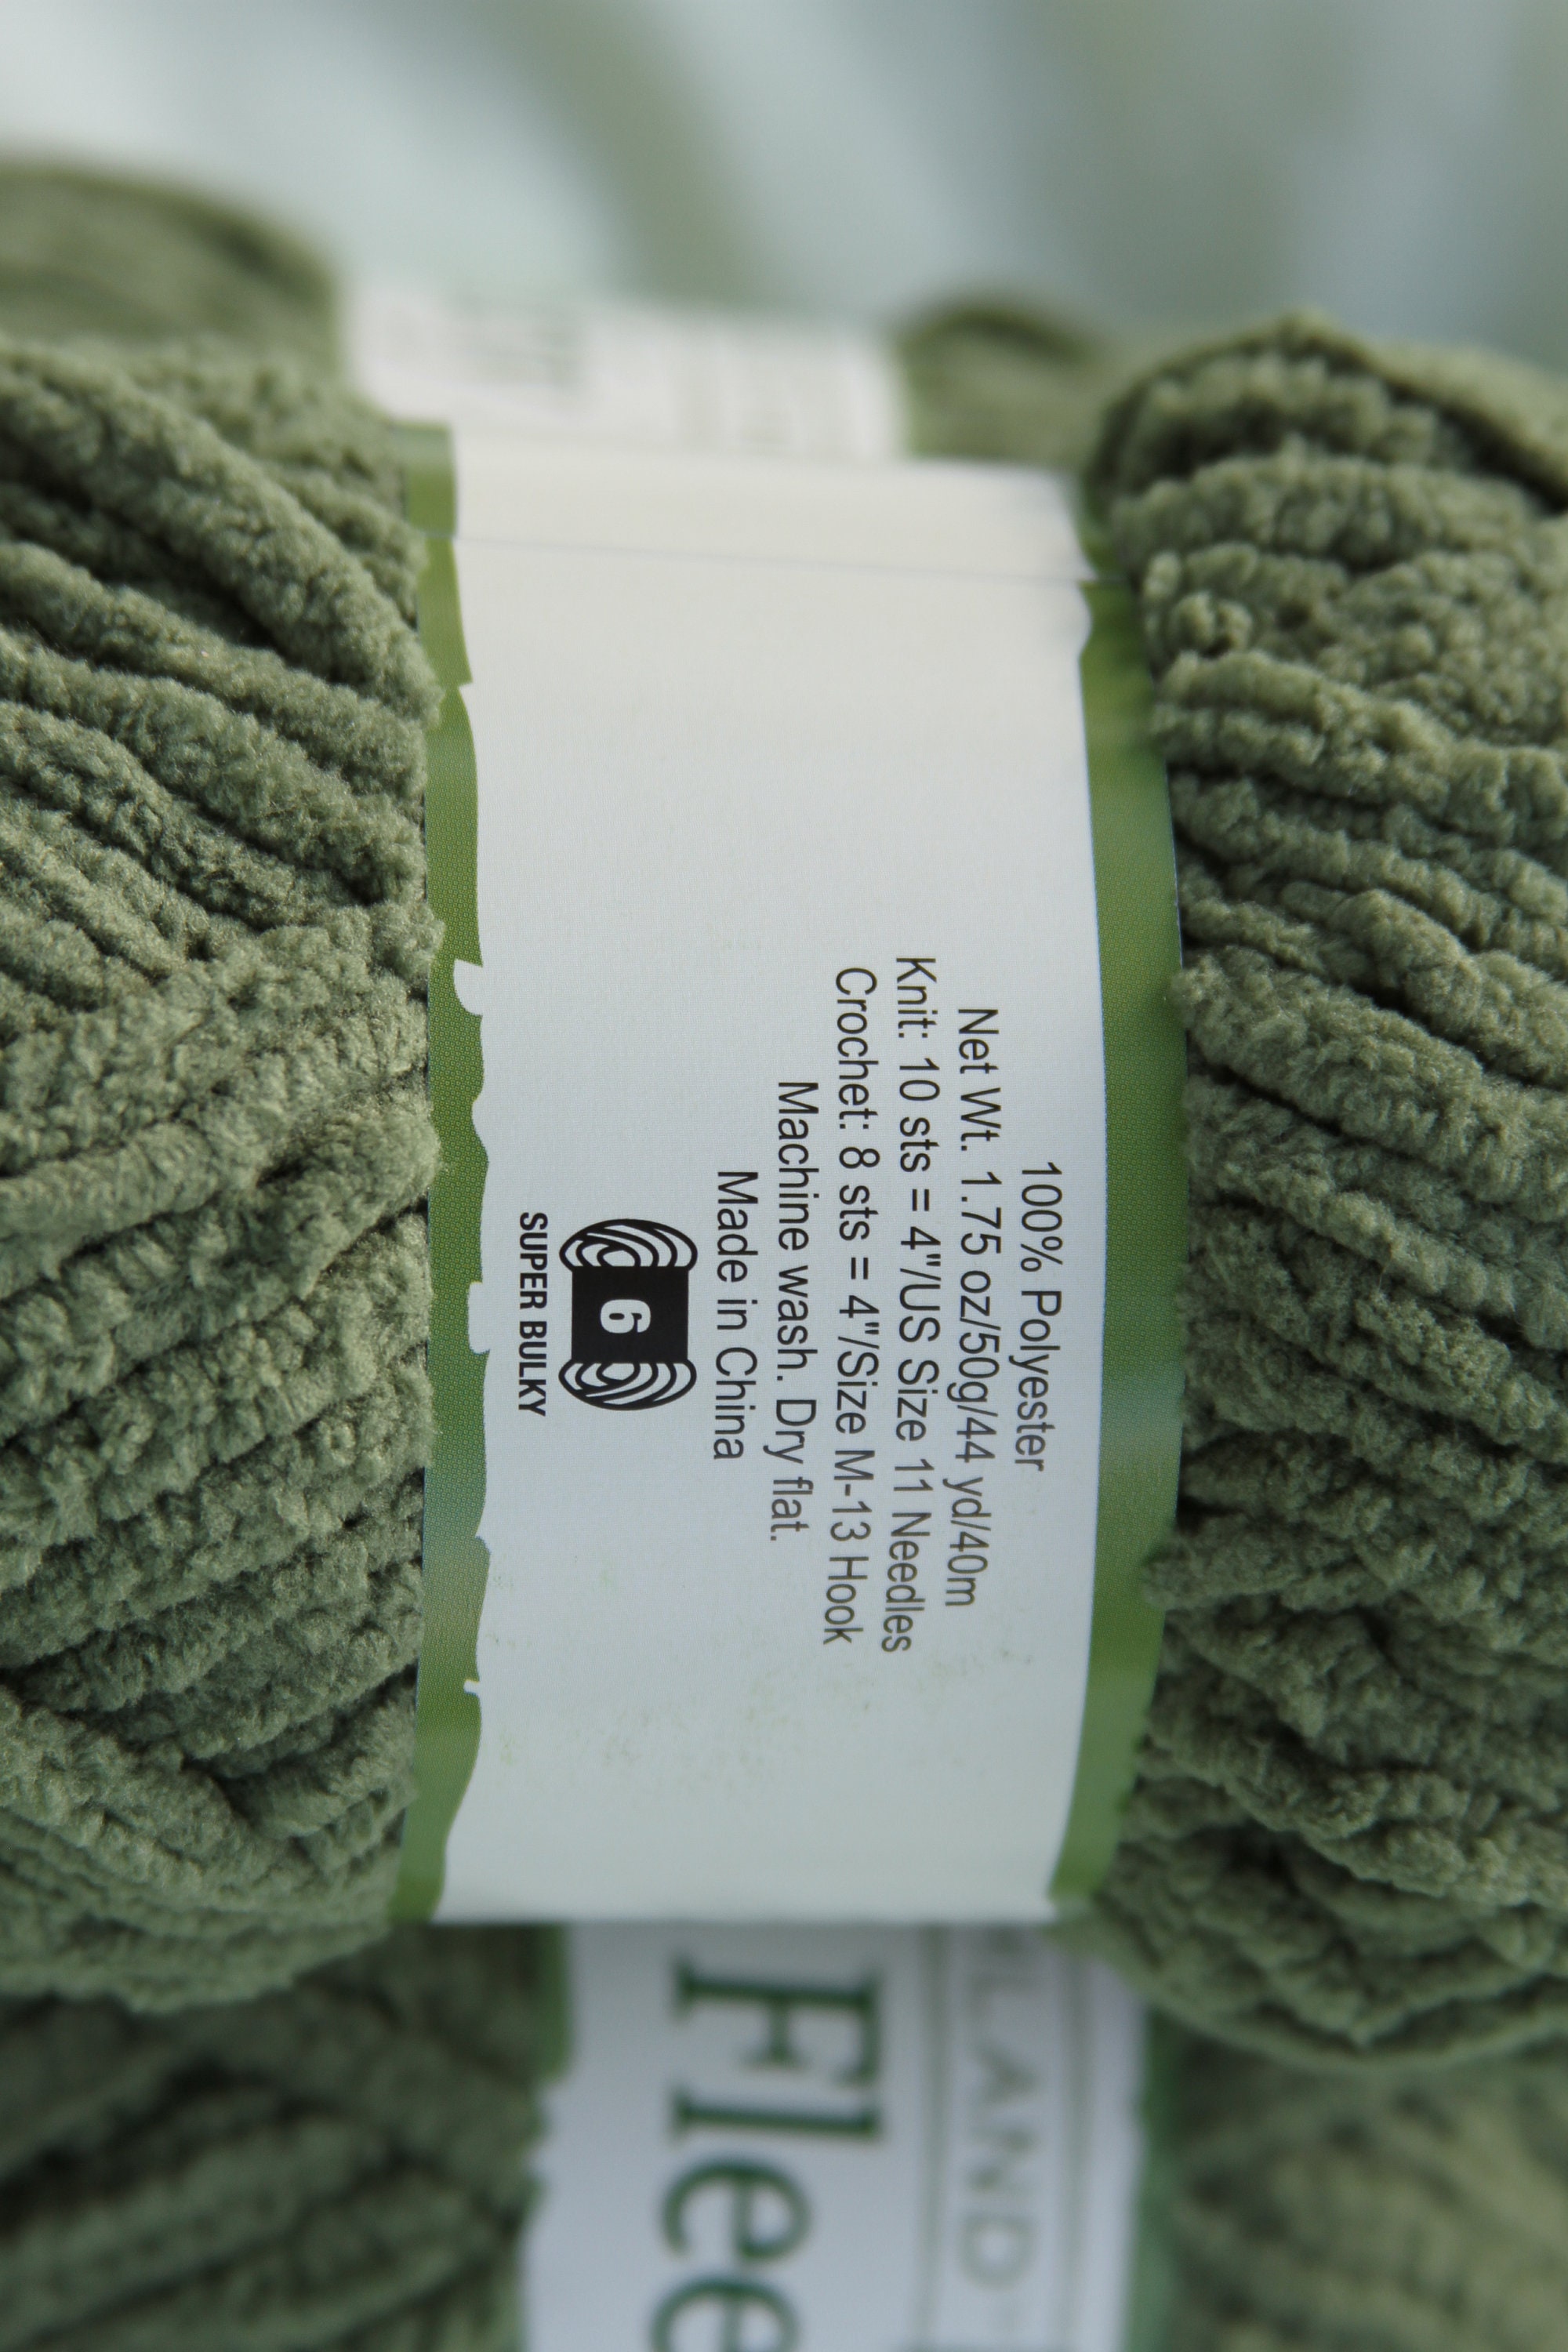 100% Polyester
Net Wt. 1.75 oz/50g/44 yd/40m
Knit: 10 sts = 4"/US Size 11 Needles
Crochet: 8 sts = 4"/Size M-13 Hook
Machine wash. Dry flat.
Made in China
6
SUPER BULKY
LAND
Flee